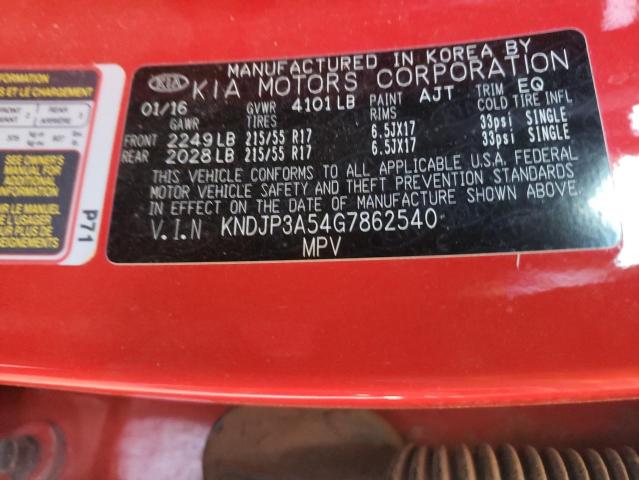 MANUFACTURED IN KOREA BY
KIA KIA MOTORS CORPORATION
01/16 GVWR 4101 LB PAINT AJT TRIM EQ
GAWR TIRES RIMS COLD TIRE INFL
FRONT 2249 LB 215/55 R17 6.5JX17 33psi SINGLE
REAR 2028 LB 215/55 R17 6.5JX17 33psi SINGLE
THIS VEHICLE CONFORMS TO ALL APPLICABLE U.S.A. FEDERAL
MOTOR VEHICLE SAFETY AND THEFT PREVENTION STANDARDS
IN EFFECT ON THE DATE OF MANUFACTURE SHOWN ABOVE.
V.I.N KNDJP3A54G7862540
MPV
P71
SEE OWNER'S
MANUAL FOR
ADDITIONAL
INFORMATION